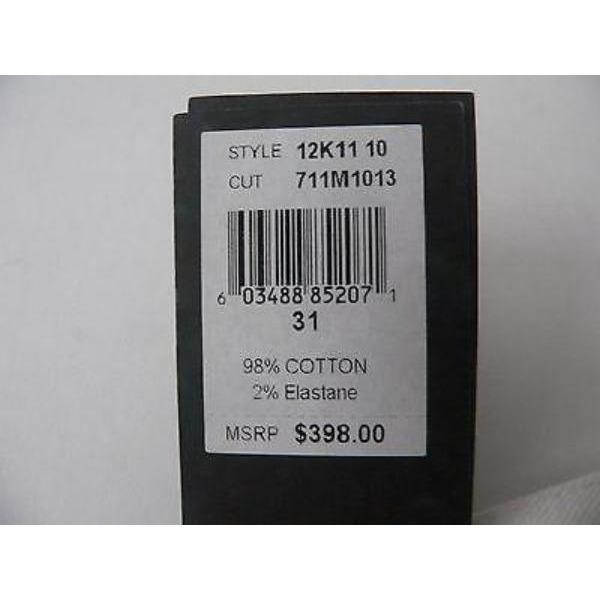 STYLE 12K11 10
CUT 711M1013
6 03488 85207 1
31
98% COTTON
2% Elastane
MSRP $398.00